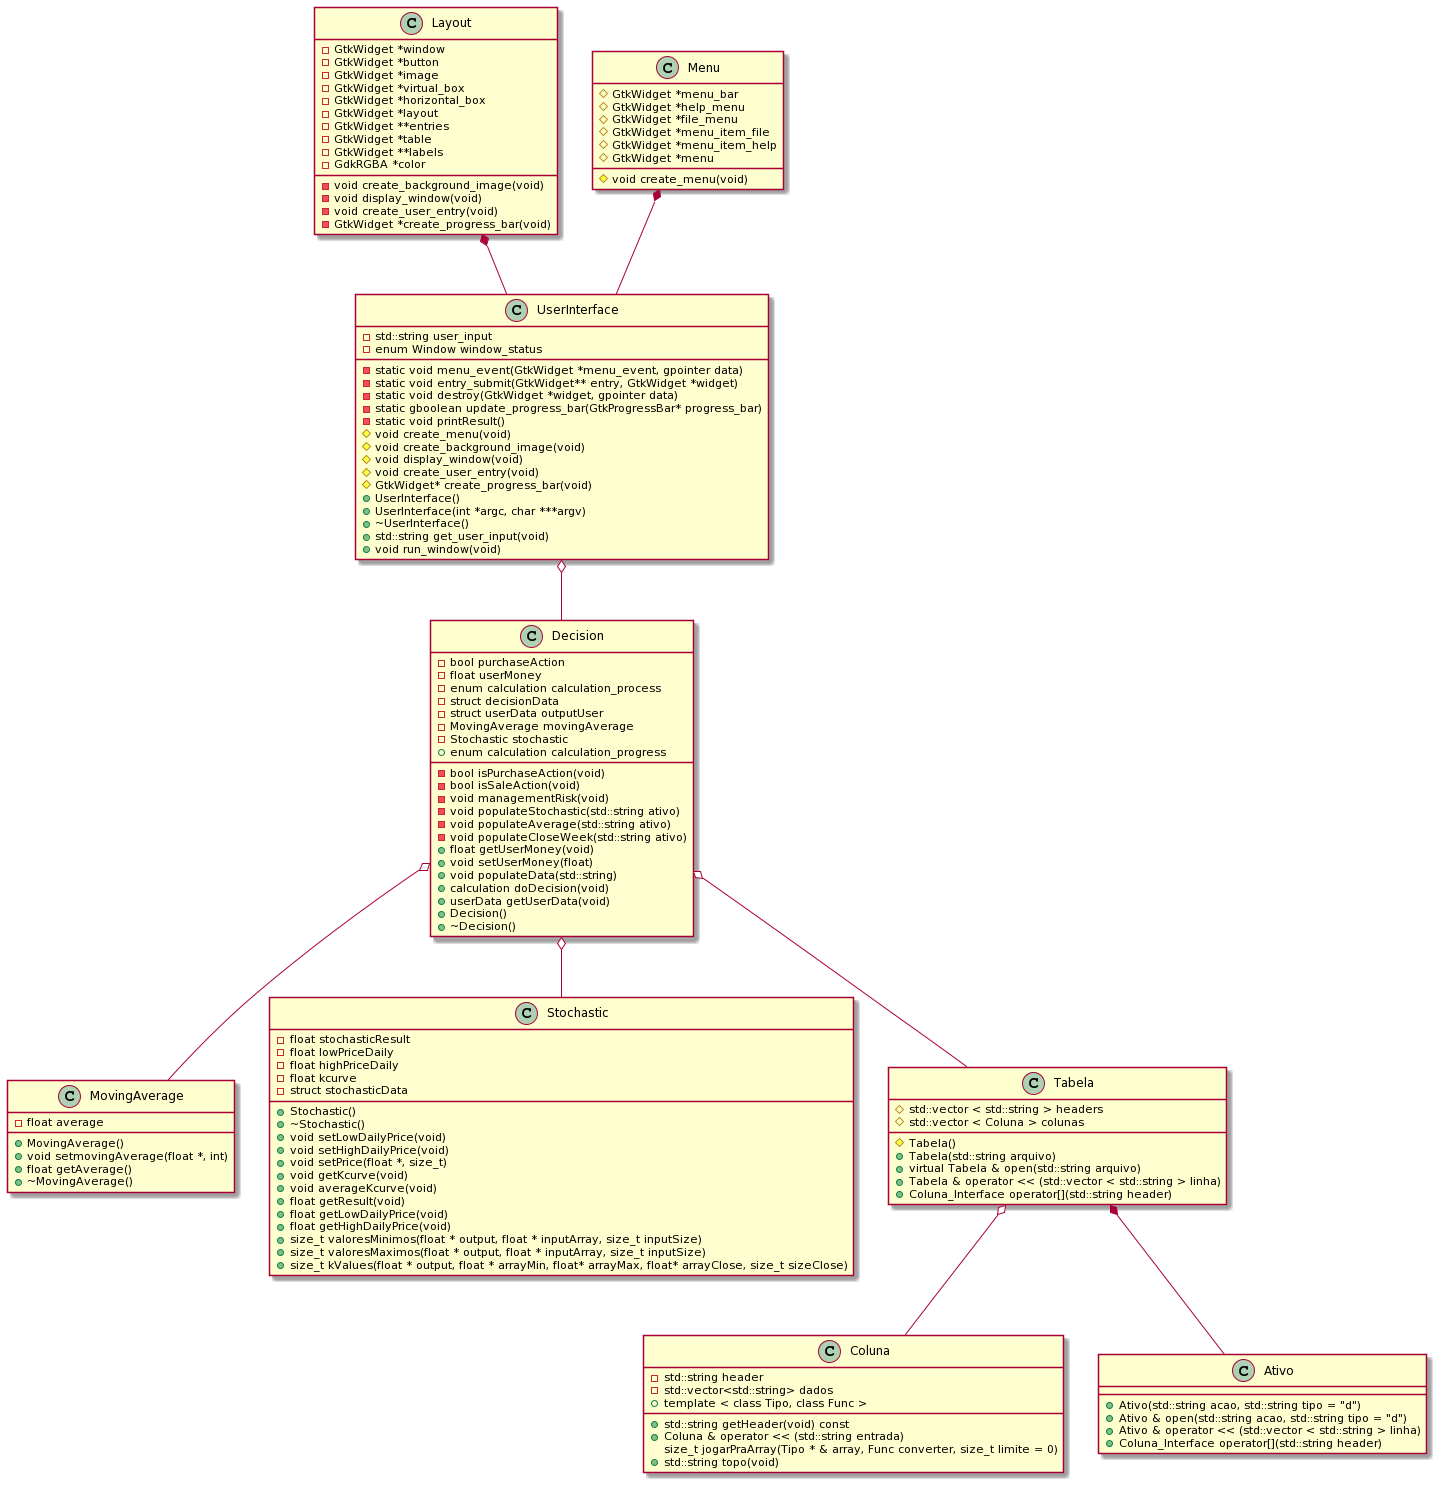 C Layout
GtkWidget *window
GtkWidget *button
GtkWidget *image
GtkWidget *virtual_box
GtkWidget *horizontal_box
GtkWidget *layout
GtkWidget **entries
GtkWidget *table
GtkWidget **labels
GdkRGBA *color
void create_background_image(void)
void display_window(void)
void create_user_entry(void)
GtkWidget *create_progress_bar(void)
C Menu
GtkWidget *menu_bar
GtkWidget *help_menu
GtkWidget *file_menu
GtkWidget *menu_item_file
GtkWidget *menu_item_help
GtkWidget *menu
void create_menu(void)
C UserInterface
std::string user_input
enum Window window_status
static void menu_event(GtkWidget *menu_event, gpointer data)
static void entry_submit(GtkWidget** entry, GtkWidget *widget)
static void destroy(GtkWidget *widget, gpointer data)
static gboolean update_progress_bar(GtkProgressBar* progress_bar)
static void printResult()
void create_menu(void)
void create_background_image(void)
void display_window(void)
void create_user_entry(void)
GtkWidget* create_progress_bar(void)
UserInterface()
UserInterface(int *argc, char ***argv)
~UserInterface()
std::string get_user_input(void)
void run_window(void)
C Decision
bool purchaseAction
float userMoney
enum calculation calculation_process
struct decisionData
struct userData outputUser
MovingAverage movingAverage
Stochastic stochastic
enum calculation calculation_progress
bool isPurchaseAction(void)
bool isSaleAction(void)
void managementRisk(void)
void populateStochastic(std::string ativo)
void populateAverage(std::string ativo)
void populateCloseWeek(std::string ativo)
float getUserMoney(void)
void setUserMoney(float)
void populateData(std::string)
calculation doDecision(void)
userData getUserData(void)
Decision()
~Decision()
C MovingAverage
float average
MovingAverage()
void setmovingAverage(float *, int)
float getAverage()
~MovingAverage()
C Stochastic
float stochasticResult
float lowPriceDaily
float highPriceDaily
float kcurve
struct stochasticData
Stochastic()
~Stochastic()
void setLowDailyPrice(void)
void setHighDailyPrice(void)
void setPrice(float *, size_t)
void getKcurve(void)
void averageKcurve(void)
float getResult(void)
float getLowDailyPrice(void)
float getHighDailyPrice(void)
size_t valoresMinimos(float * output, float * inputArray, size_t inputSize)
size_t valoresMaximos(float * output, float * inputArray, size_t inputSize)
size_t kValues(float * output, float * arrayMin, float* arrayMax, float* arrayClose, size_t sizeClose)
C Tabela
std::vector < std::string > headers
std::vector < Coluna > colunas
Tabela()
Tabela(std::string arquivo)
virtual Tabela & open(std::string arquivo)
Tabela & operator << (std::vector < std::string > linha)
Coluna_Interface operator[](std::string header)
C Coluna
std::string header
std::vector<std::string> dados
template < class Tipo, class Func >
std::string getHeader(void) const
Coluna & operator << (std::string entrada)
size_t jogarPraArray(Tipo * & array, Func converter, size_t limite = 0)
std::string topo(void)
C Ativo
Ativo(std::string acao, std::string tipo = "d")
Ativo & open(std::string acao, std::string tipo = "d")
Ativo & operator << (std::vector < std::string > linha)
Coluna_Interface operator[](std::string header)